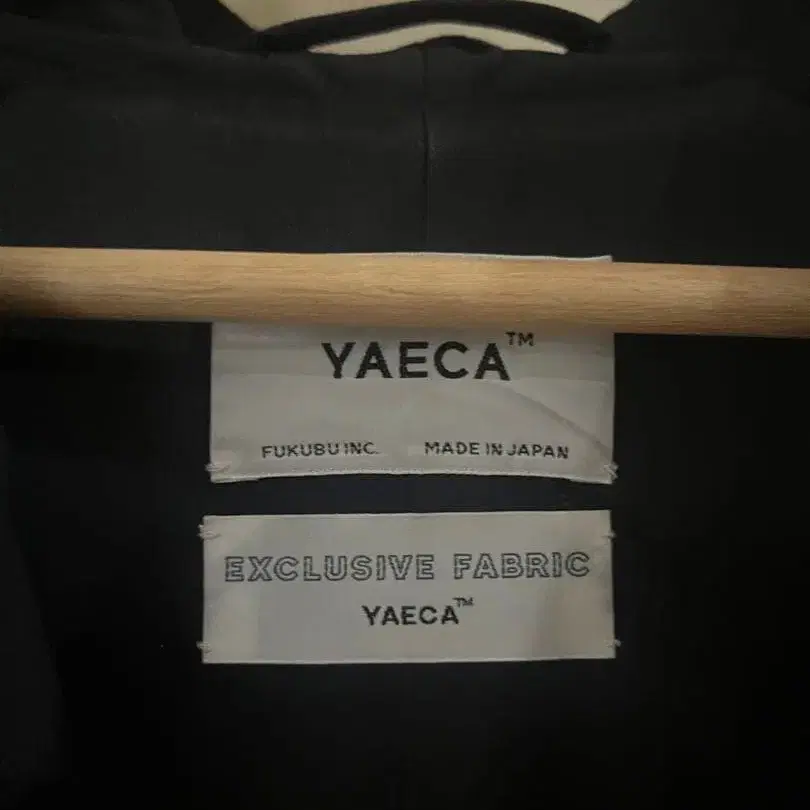 YAECA™
FUKUBU INC. MADE IN JAPAN
EXCLUSIVE FABRIC
YAECA™